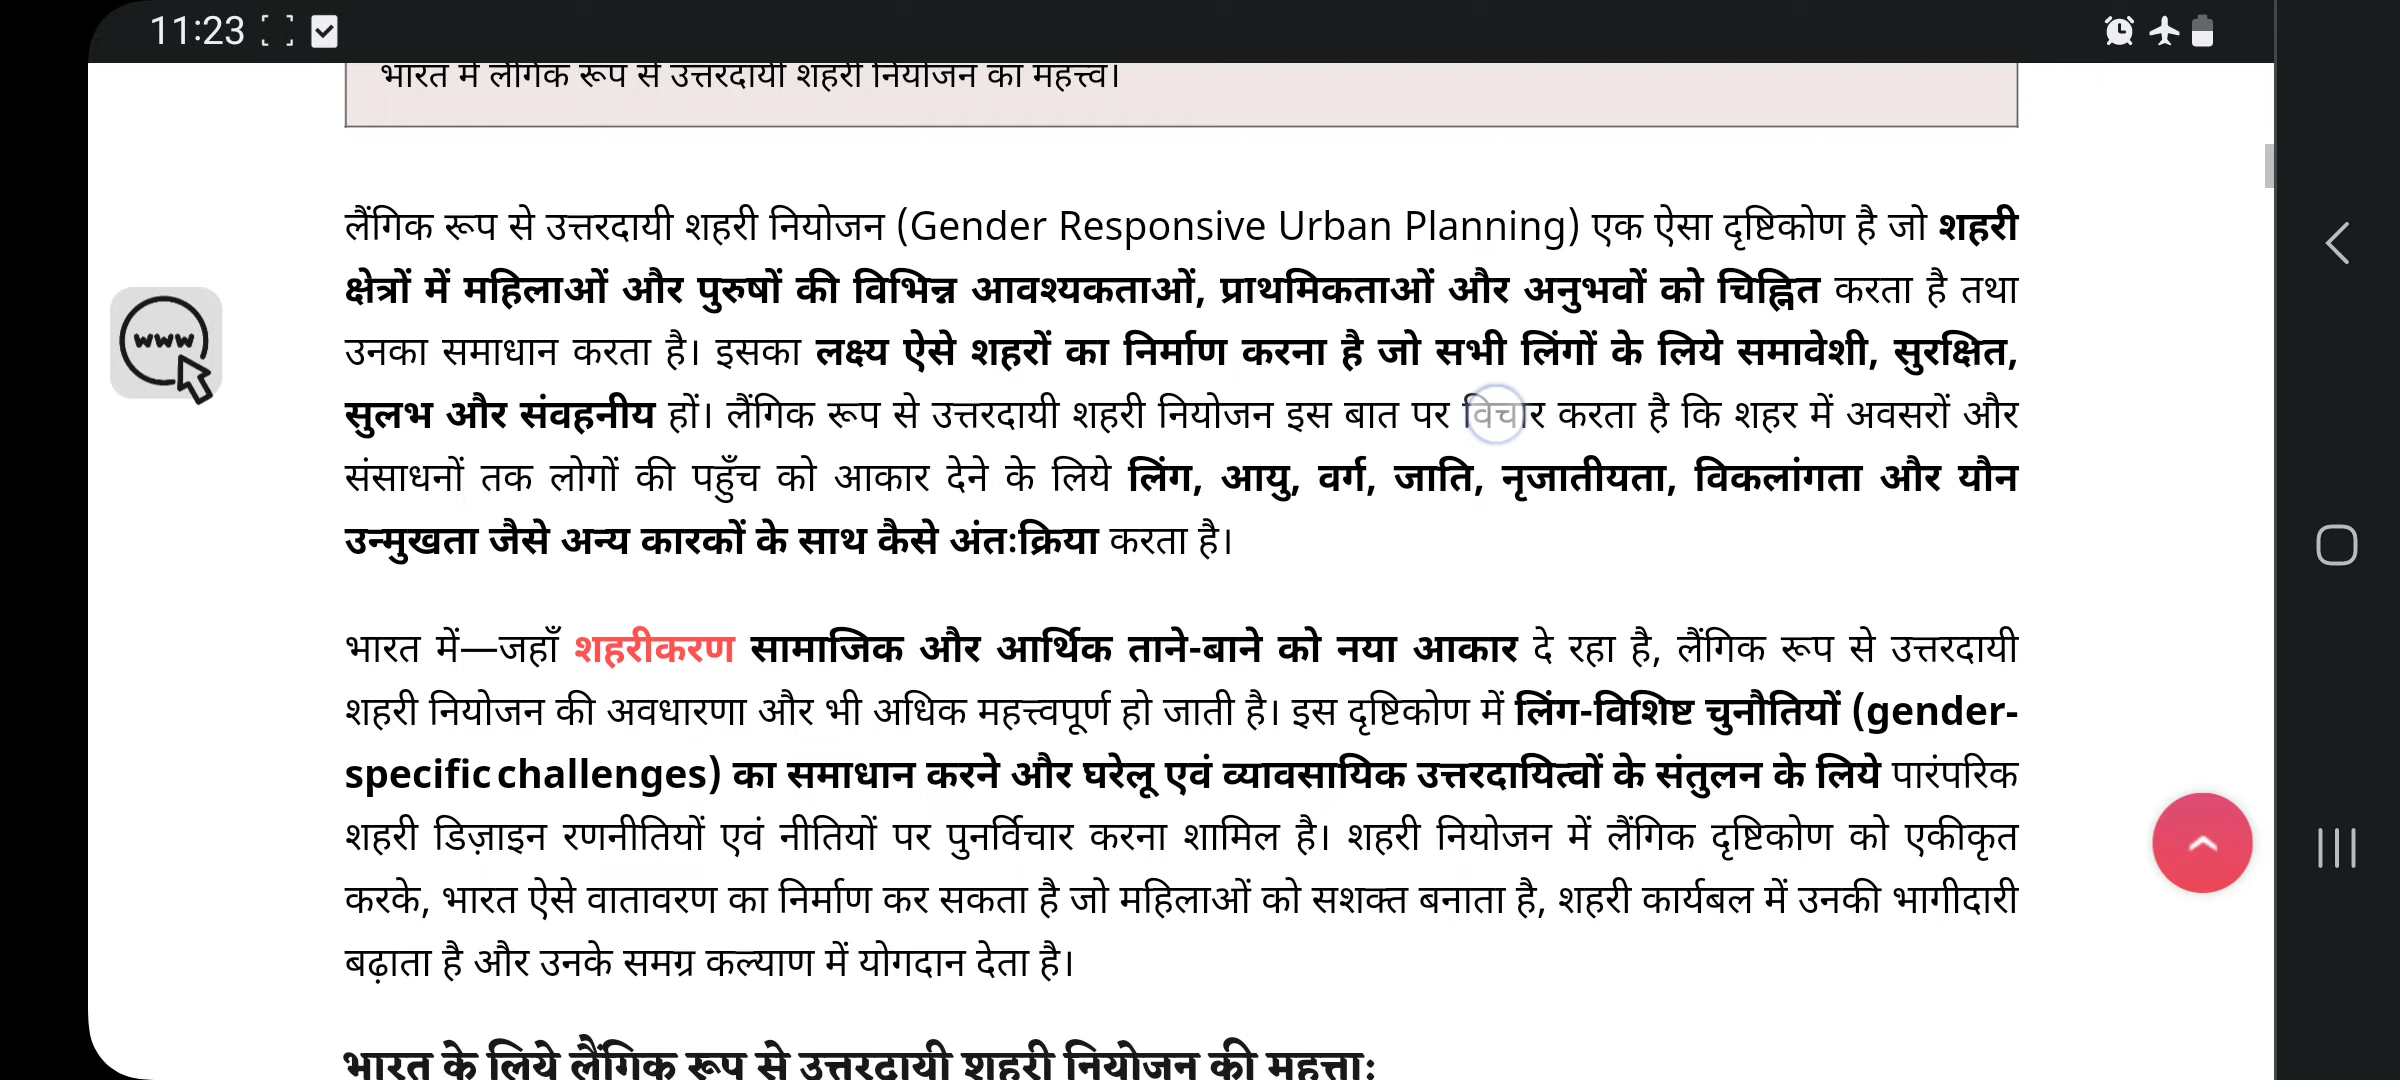 11:23
भारत में लैंगिक रूप से उत्तरदायी शहरी नियोजन का महत्त्व।
लैंगिक रूप से उत्तरदायी शहरी नियोजन (Gender Responsive Urban Planning) एक ऐसा दृष्टिकोण है जो शहरी
क्षेत्रों में महिलाओं और पुरुषों की विभिन्न आवश्यकताओं, प्राथमिकताओं और अनुभवों को चिह्नित करता है तथा
उनका समाधान करता है। इसका लक्ष्य ऐसे शहरों का निर्माण करना है जो सभी लिंगों के लिये समावेशी, सुरक्षित,
सुलभ और संवहनीय हों। लैंगिक रूप से उत्तरदायी शहरी नियोजन इस बात पर विचार करता है कि शहर में अवसरों और
संसाधनों तक लोगों की पहुँच को आकार देने के लिये लिंग, आयु, वर्ग, जाति, नृजातीयता, विकलांगता और यौन
उन्मुखता जैसे अन्य कारकों के साथ कैसे अंतःक्रिया करता है।
www
भारत में—जहाँ शहरीकरण सामाजिक और आर्थिक ताने-बाने को नया आकार दे रहा है, लैंगिक रूप से उत्तरदायी
शहरी नियोजन की अवधारणा और भी अधिक महत्त्वपूर्ण हो जाती है। इस दृष्टिकोण में लिंग-विशिष्ट चुनौतियों (gender-
specific challenges) का समाधान करने और घरेलू एवं व्यावसायिक उत्तरदायित्वों के संतुलन के लिये पारंपरिक
शहरी डिज़ाइन रणनीतियों एवं नीतियों पर पुनर्विचार करना शामिल है। शहरी नियोजन में लैंगिक दृष्टिकोण को एकीकृत
करके, भारत ऐसे वातावरण का निर्माण कर सकता है जो महिलाओं को सशक्त बनाता है, शहरी कार्यबल में उनकी भागीदारी
बढ़ाता है और उनके समग्र कल्याण में योगदान देता है।
भारत के लिये लैंगिक रूप से उत्तरदायी शहरी नियोजन की महत्ता: